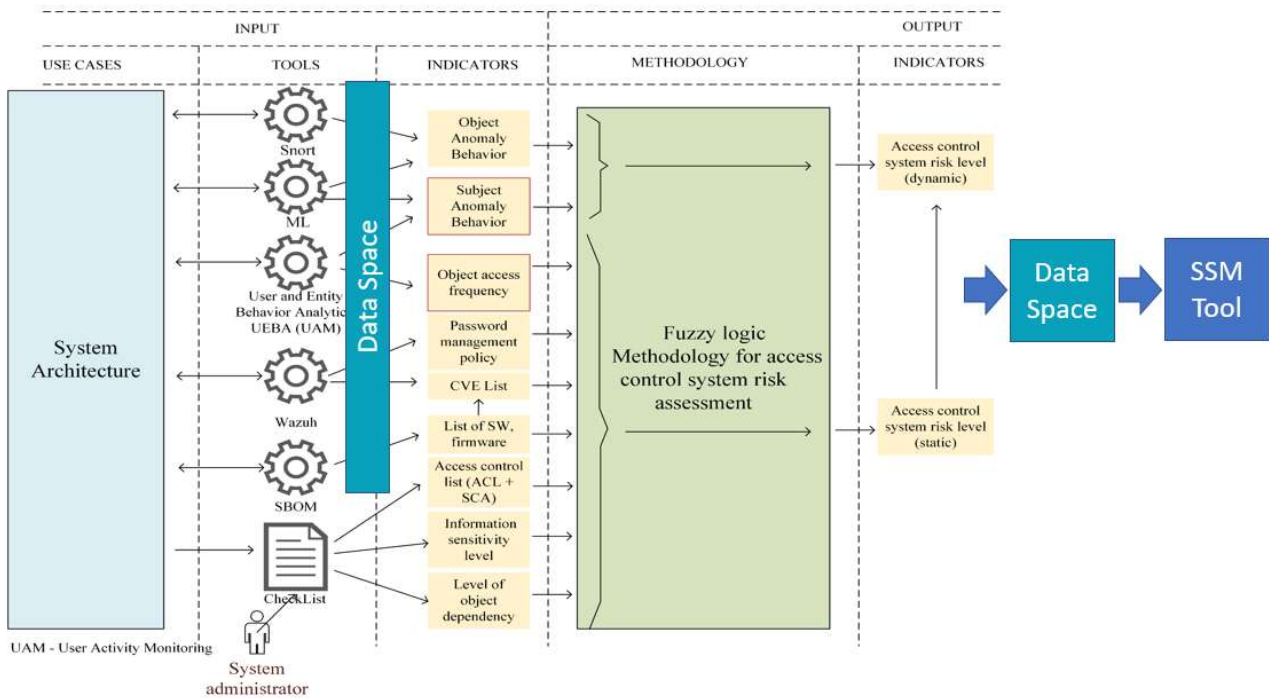 INPUT
OUTPUT
USE CASES
TOOLS
INDICATORS
METHODOLOGY
INDICATORS
System
Architecture
Snort
ML
User and Entity
Behavior Analytic
UEBA (UAM)
Wazuh
SBOM
CheckList
System
administrator
UAM - User Activity Monitoring
Data Space
Object
Anomaly
Behavior
Subject
Anomaly
Behavior
Object access
frequency
Password
management
policy
CVE List
List of SW,
firmware
Access control
list (ACL +
SCA)
Information
sensitivity
level
Level of
object
dependency
Fuzzy logic
Methodology for access
control system risk
assessment
Access control
system risk level
(dynamic)
Access control
system risk level
(static)
Data
Space
SSM
Tool